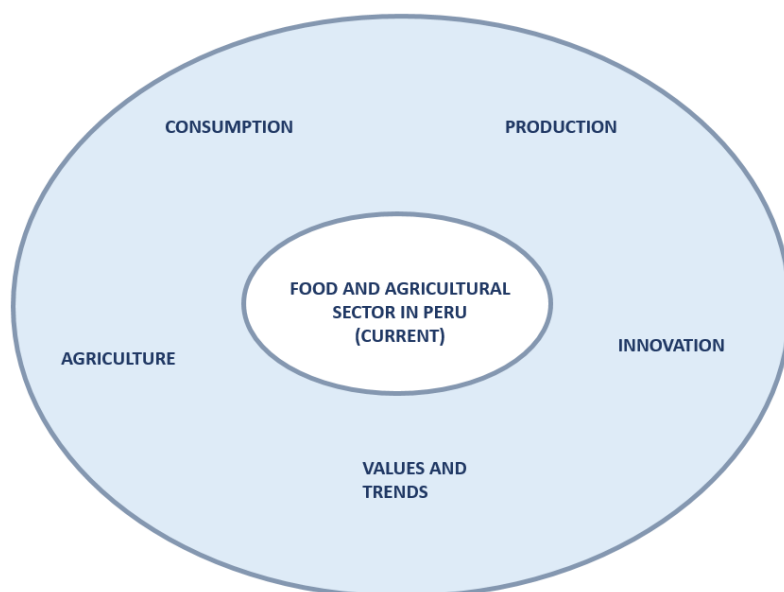 CONSUMPTION
PRODUCTION
FOOD AND AGRICULTURAL
SECTOR IN PERU
(CURRENT)
INNOVATION
AGRICULTURE
VALUES AND
TRENDS